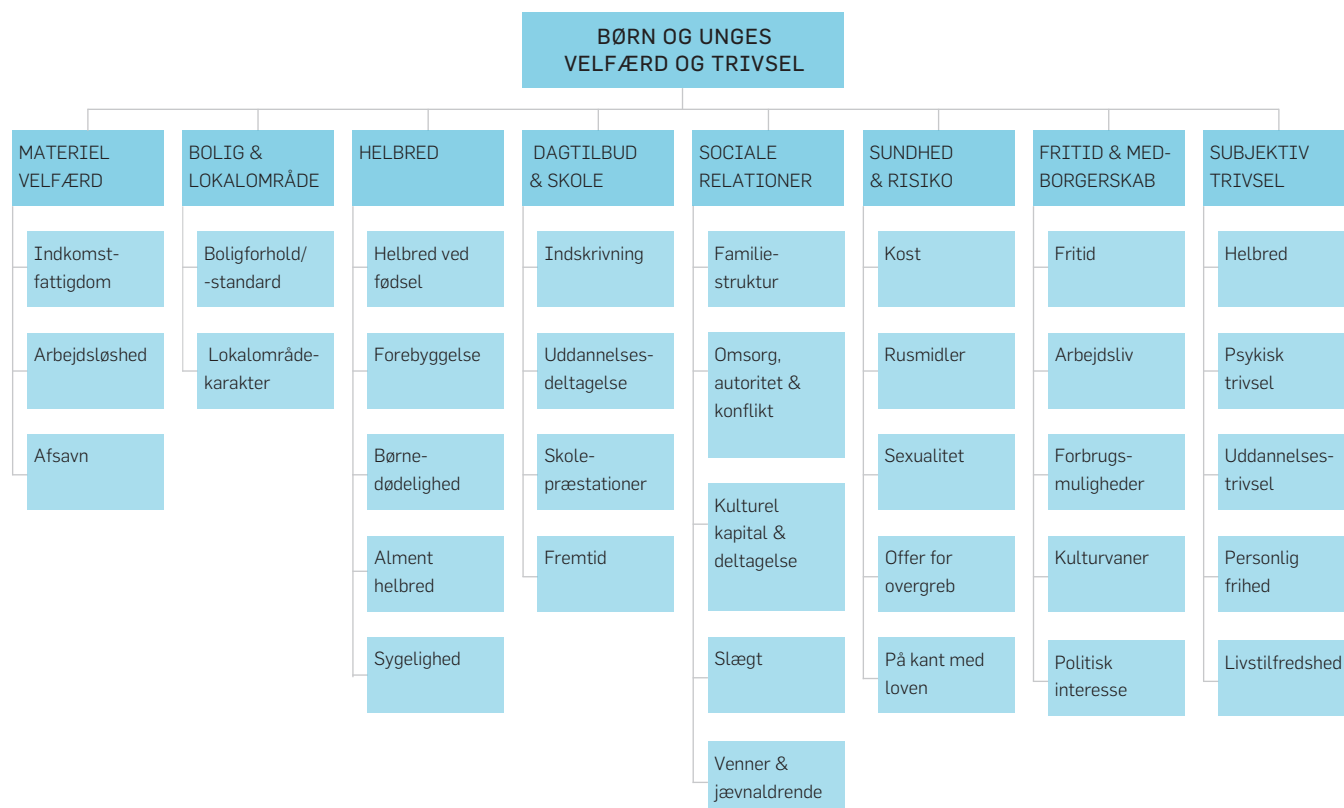 BØRN OG UNGES
VELFÆRD OG TRIVSEL
MATERIEL
VELFÆRD
Indkomst-
fattigdom
Arbejdsløshed
Afsavn
BOLIG &
LOKALOMRÅDE
Boligforhold/
-standard
Lokalområde-
karakter
HELBRED
Helbred ved
fødsel
Forebyggelse
Børne-
dødelighed
Alment
helbred
Sygelighed
DAGTILBUD
& SKOLE
Indskrivning
Uddannelses-
deltagelse
Skole-
præstationer
Fremtid
SOCIALE
RELATIONER
Familie-
struktur
Omsorg,
autoritet &
konflikt
Kulturel
kapital &
deltagelse
Slægt
Venner &
jævnaldrende
SUNDHED
& RISIKO
Kost
Rusmidler
Sexualitet
Offer for
overgreb
På kant med
loven
FRITID & MED-
BORGERSKAB
Fritid
Arbejdsliv
Forbrugs-
muligheder
Kulturvaner
Politisk
interesse
SUBJEKTIV
TRIVSEL
Helbred
Psykisk
trivsel
Uddannelses-
trivsel
Personlig
frihed
Livstilfredshed